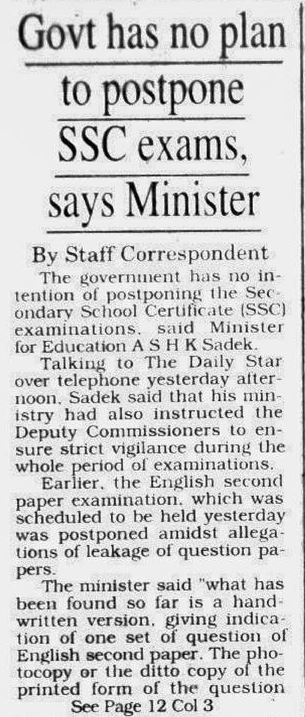 Govt has no plan
to postpone
SSC exams,
says Minister
By Staff Correspondent
The government has no in-
tention of postponing the Sec-
ondary School Certificate (SSC)
examinations, said Minister
for Education A S H K Sadek.
Talking to The Daily Star
over telephone yesterday after-
noon, Sadek said that his min-
istry had also instructed the
Deputy Commissioners to en-
sure strict vigilance during the
whole period of examinations.
Earlier, the English second
paper examination, which was
scheduled to be held yesterday
was postponed amidst allega-
tions of leakage of question pa-
pers.
The minister said "what has
been found so far is a hand-
written version, giving indica-
tion of one set of question of
English second paper. The pho-
tocopy or the ditto copy of the
printed form of the question
See Page 12 Col 3